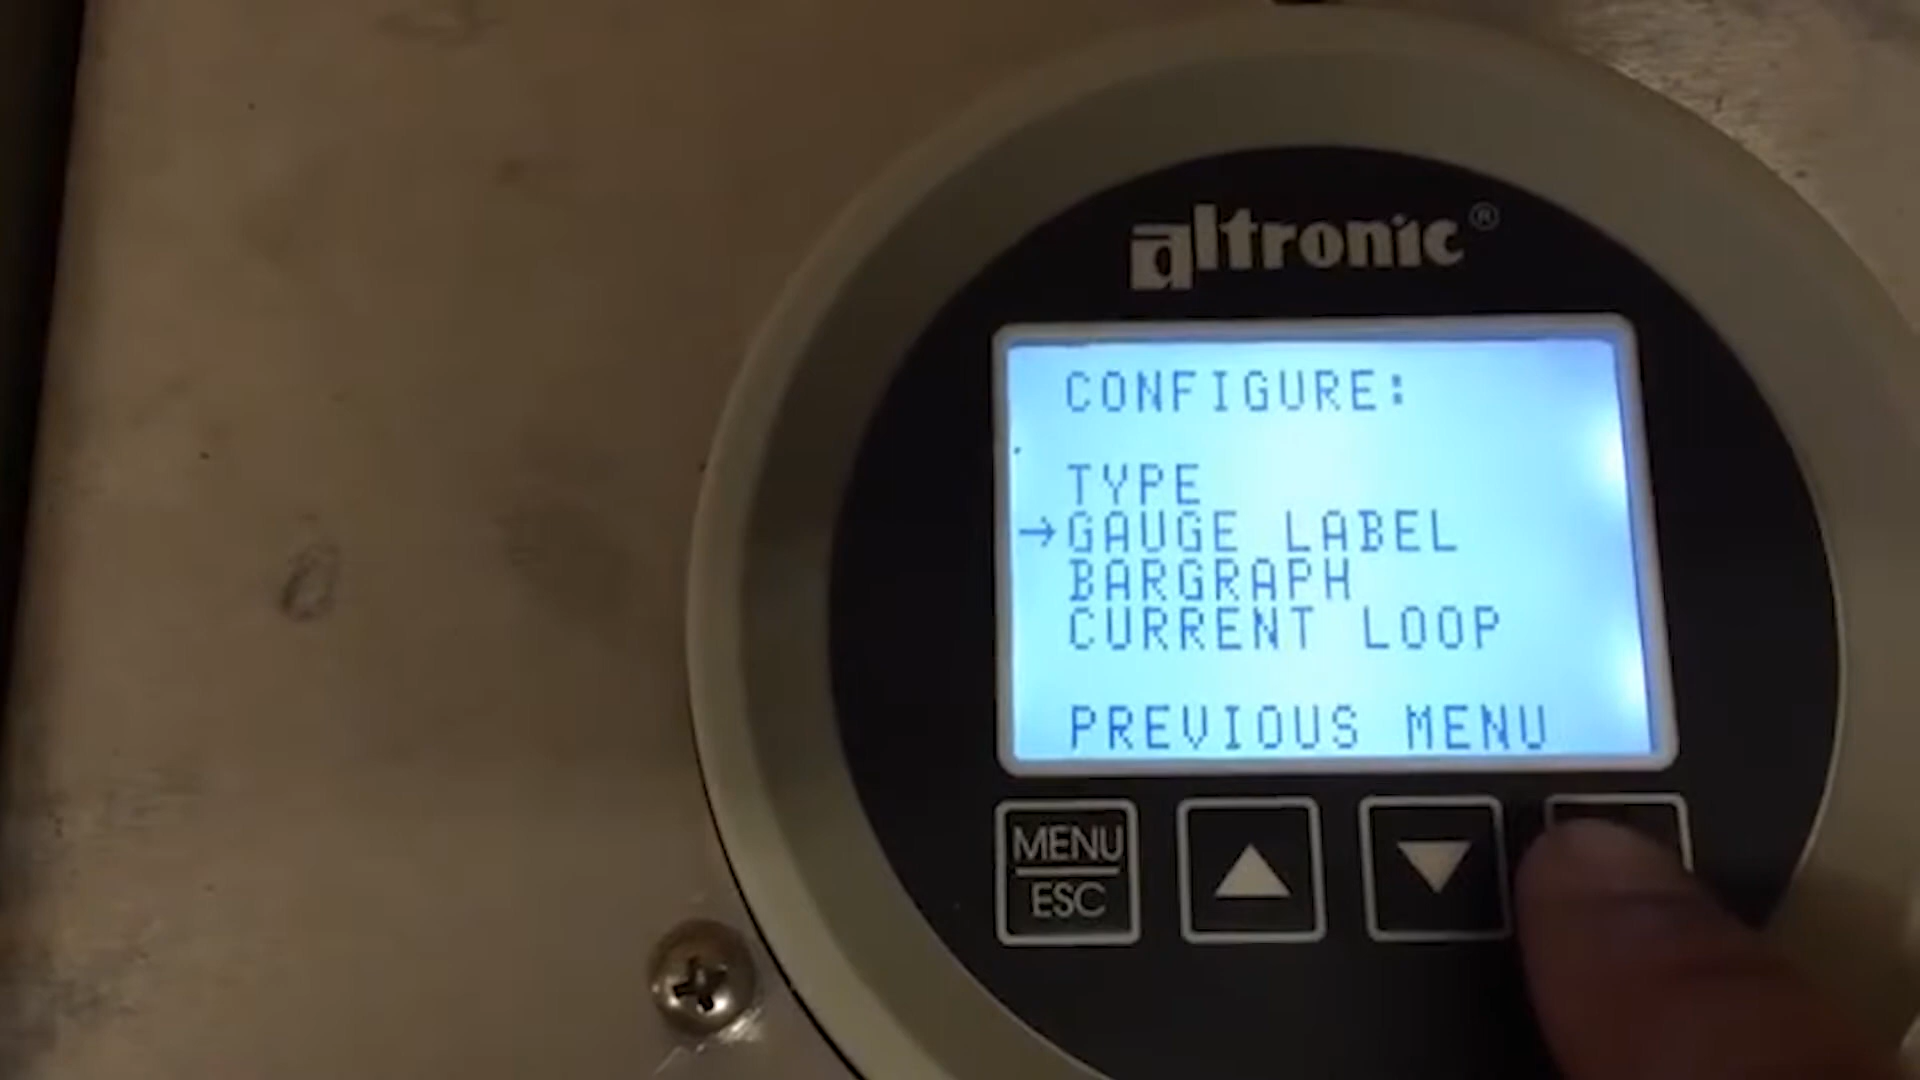 altronic®
CONFIGURE:
TYPE
→GAUGE LABEL
BARGRAPH
CURRENT LOOP
PREVIOUS MENU
MENU
ESC